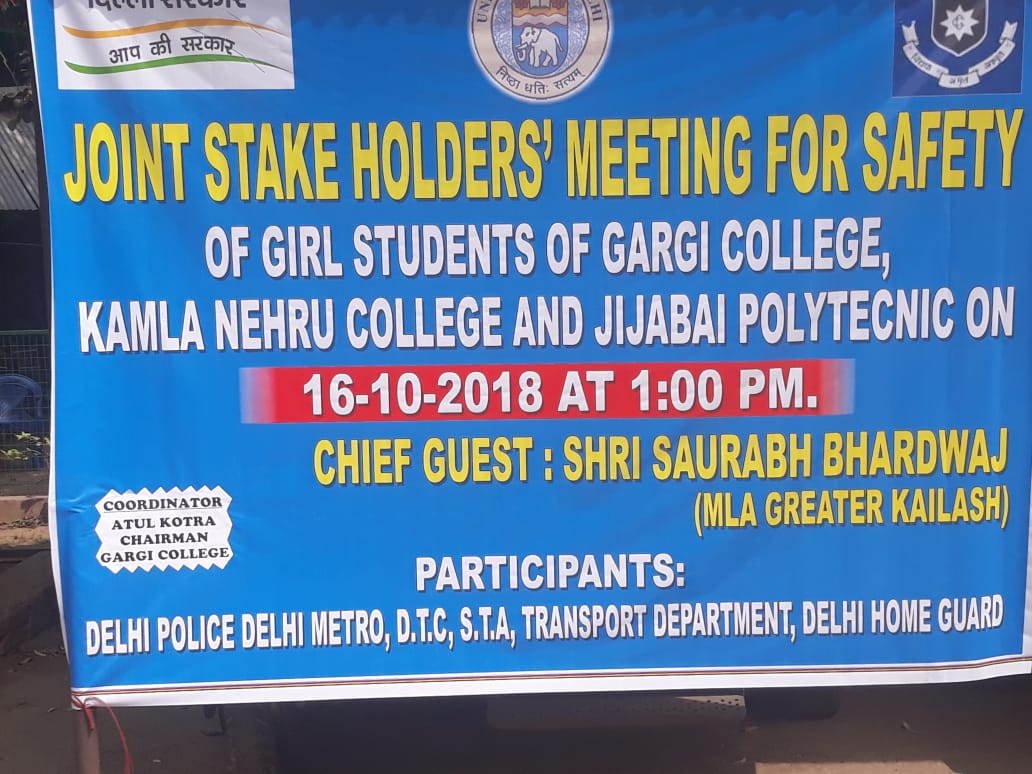 दिल्ली सरकार
आप की सरकार
निष्ठा धृतिः सत्यम्
JOINT STAKE HOLDERS' MEETING FOR SAFETY
OF GIRL STUDENTS OF GARGI COLLEGE,
KAMLA NEHRU COLLEGE AND JIJABAI POLYTECNIC ON
16-10-2018 AT 1:00 PM.
CHIEF GUEST : SHRI SAURABH BHARDWAJ
(MLA GREATER KAILASH)
COORDINATOR
ATUL KOTRA
CHAIRMAN
GARGI COLLEGE
PARTICIPANTS:
DELHI POLICE DELHI METRO, D.T.C, S.T.A, TRANSPORT DEPARTMENT, DELHI HOME GUARD